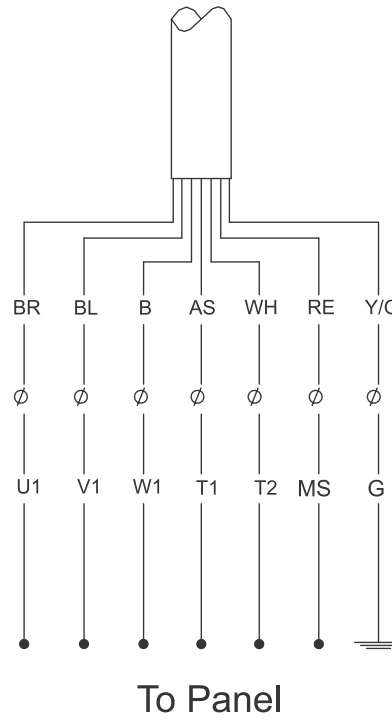 BR BL B AS WH RE Y/G
U1 V1 W1 T1 T2 MS G
To Panel